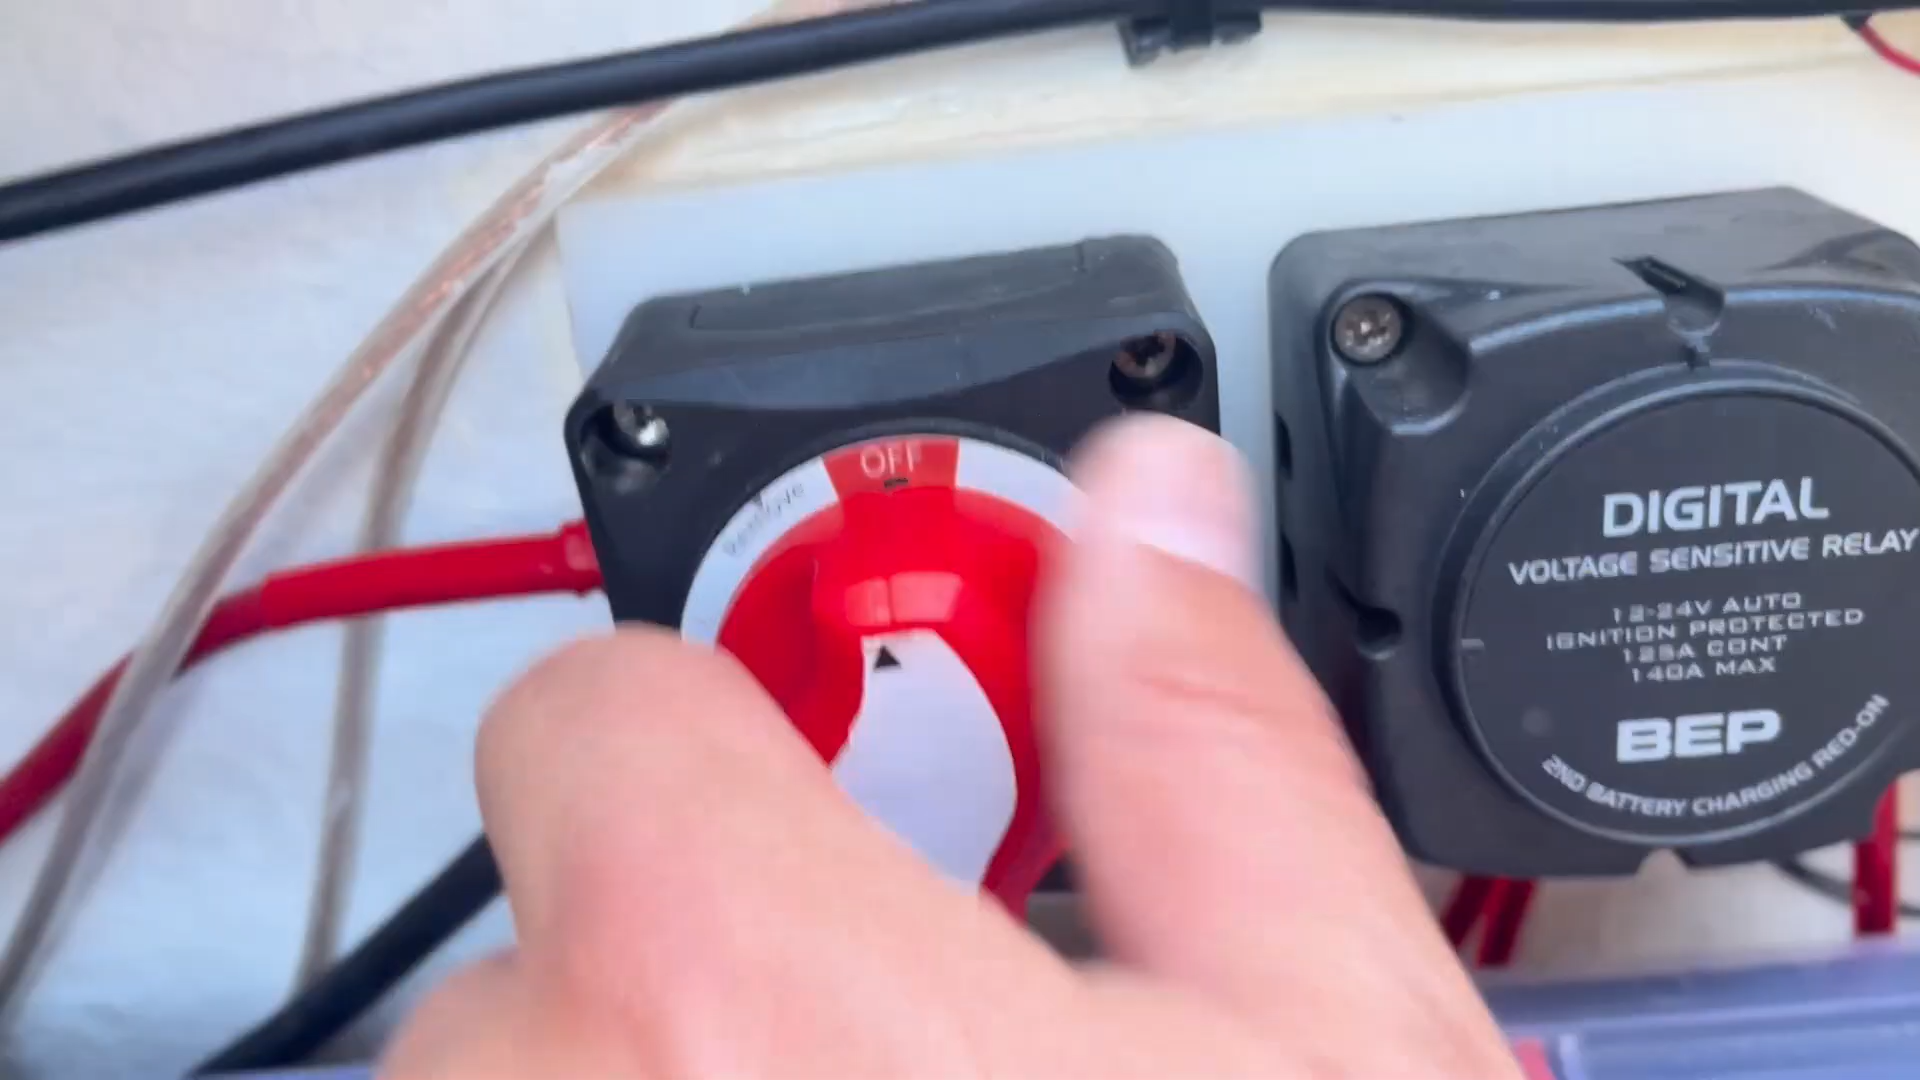 OFF
DIGITAL
VOLTAGE SENSITIVE RELAY
12-24V AUTO
IGNITION PROTECTED
125A CONT
140A MAX
BEP
2ND BATTERY CHARGING RED-ON